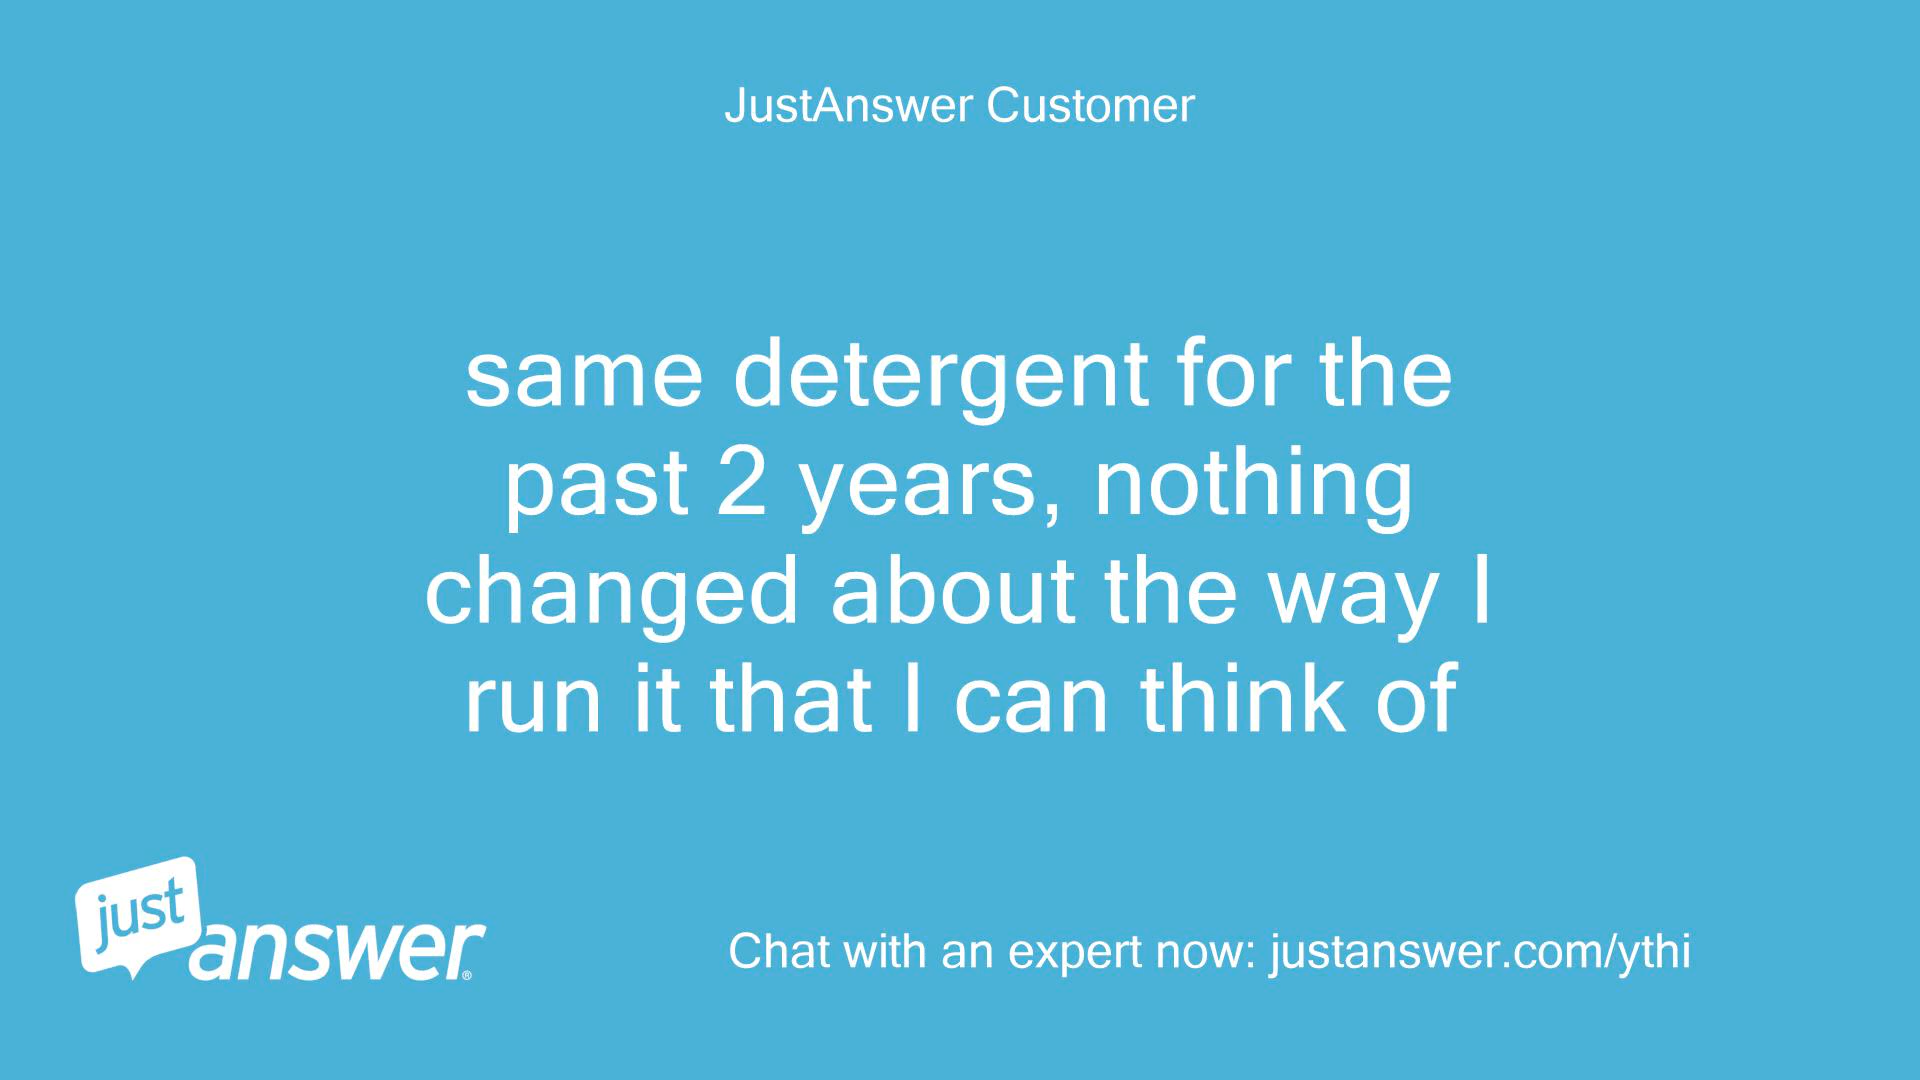 JustAnswer Customer
same detergent for the
past 2 years, nothing
changed about the way I
run it that I can think of
just
answer®
Chat with an expert now: justanswer.com/ythi